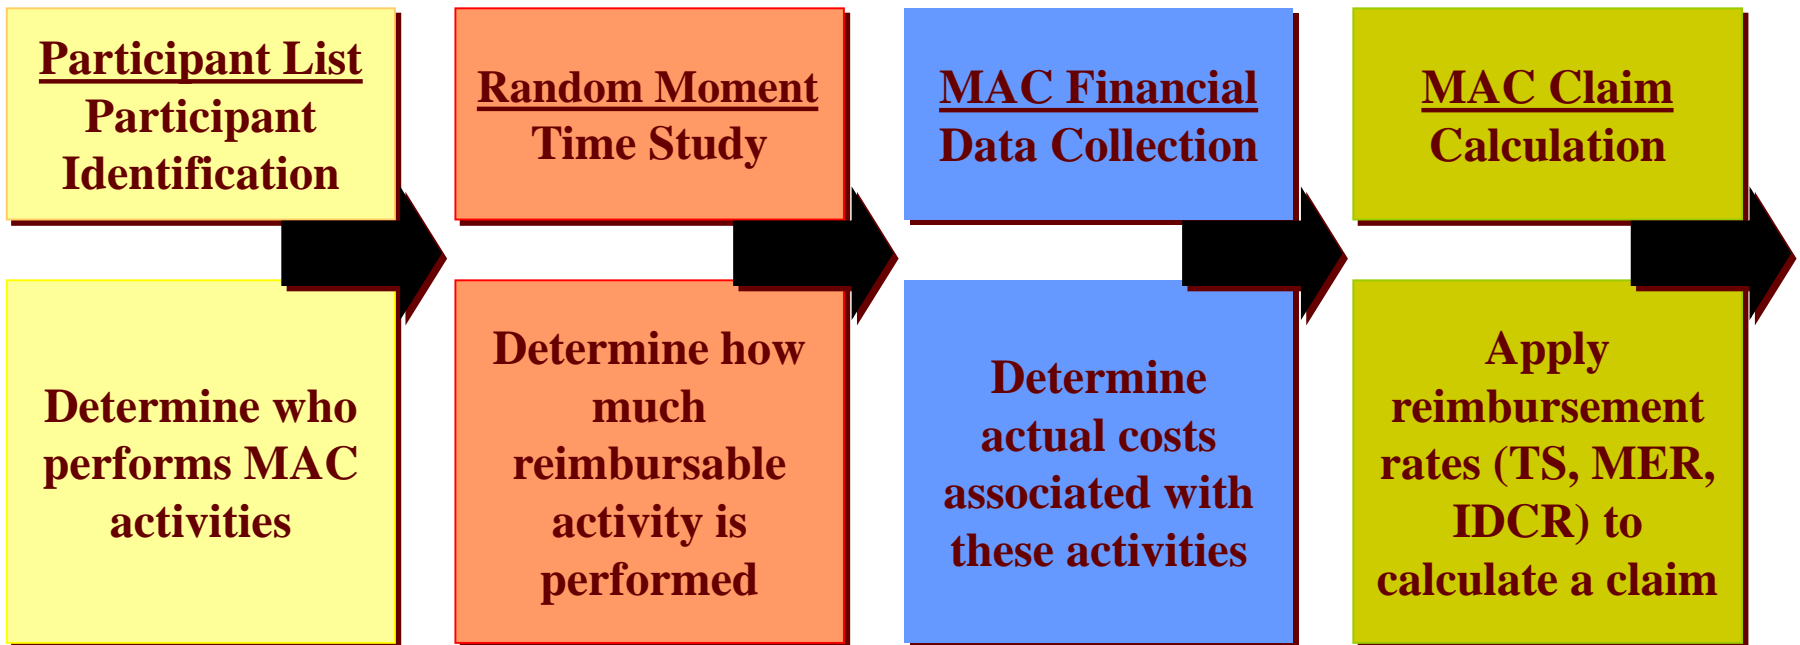 Participant List
Participant
Identification
Random Moment
Time Study
MAC Financial
Data Collection
MAC Claim
Calculation
Determine who
performs MAC
activities
Determine how
much
reimbursable
activity is
performed
Determine
actual costs
associated with
these activities
Apply
reimbursement
rates (TS, MER,
IDCR) to
calculate a claim